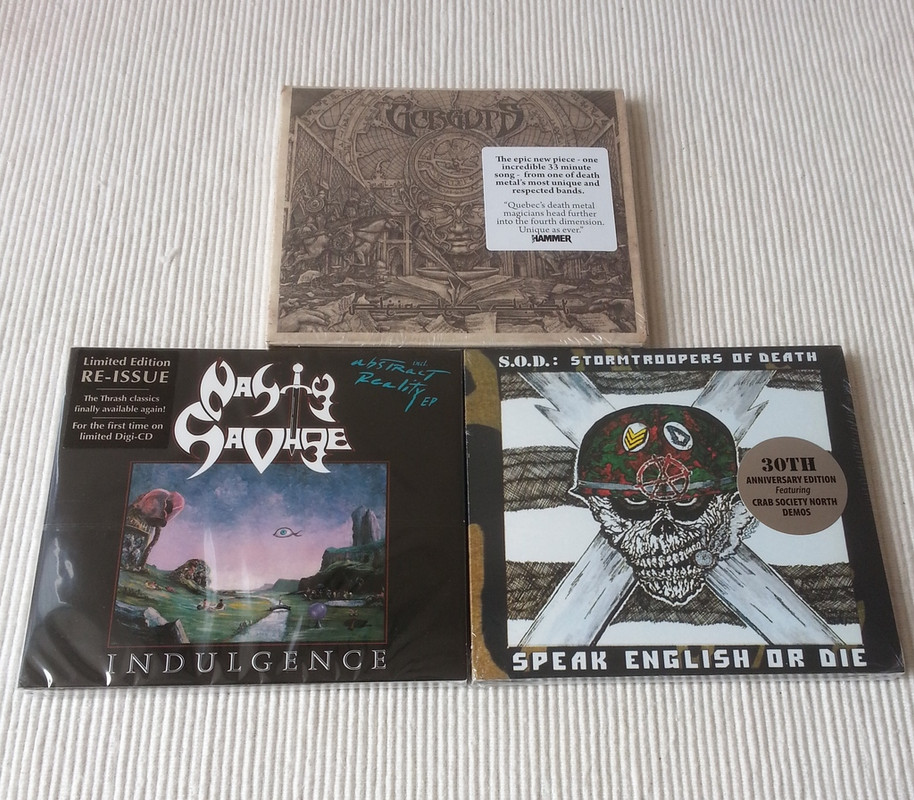 GORGUTS
The epic new piece - one
incredible 33 minute
song - from one of death
metal's most unique and
respected bands.
"Quebec's death metal
magicians head further
into the fourth dimension.
Unique as ever."
HAMMER
Limited Edition
RE-ISSUE
The Thrash classics
finally available again!
For the first time on
limited Digi-CD
NASTY
SAVAGE
incl.
abstract
Reality
EP
INDULGENCE
S.O.D.: STORMTROOPERS OF DEATH
30TH
ANNIVERSARY EDITION
Featuring
CRAB SOCIETY NORTH
DEMOS
SPEAK ENGLISH OR DIE